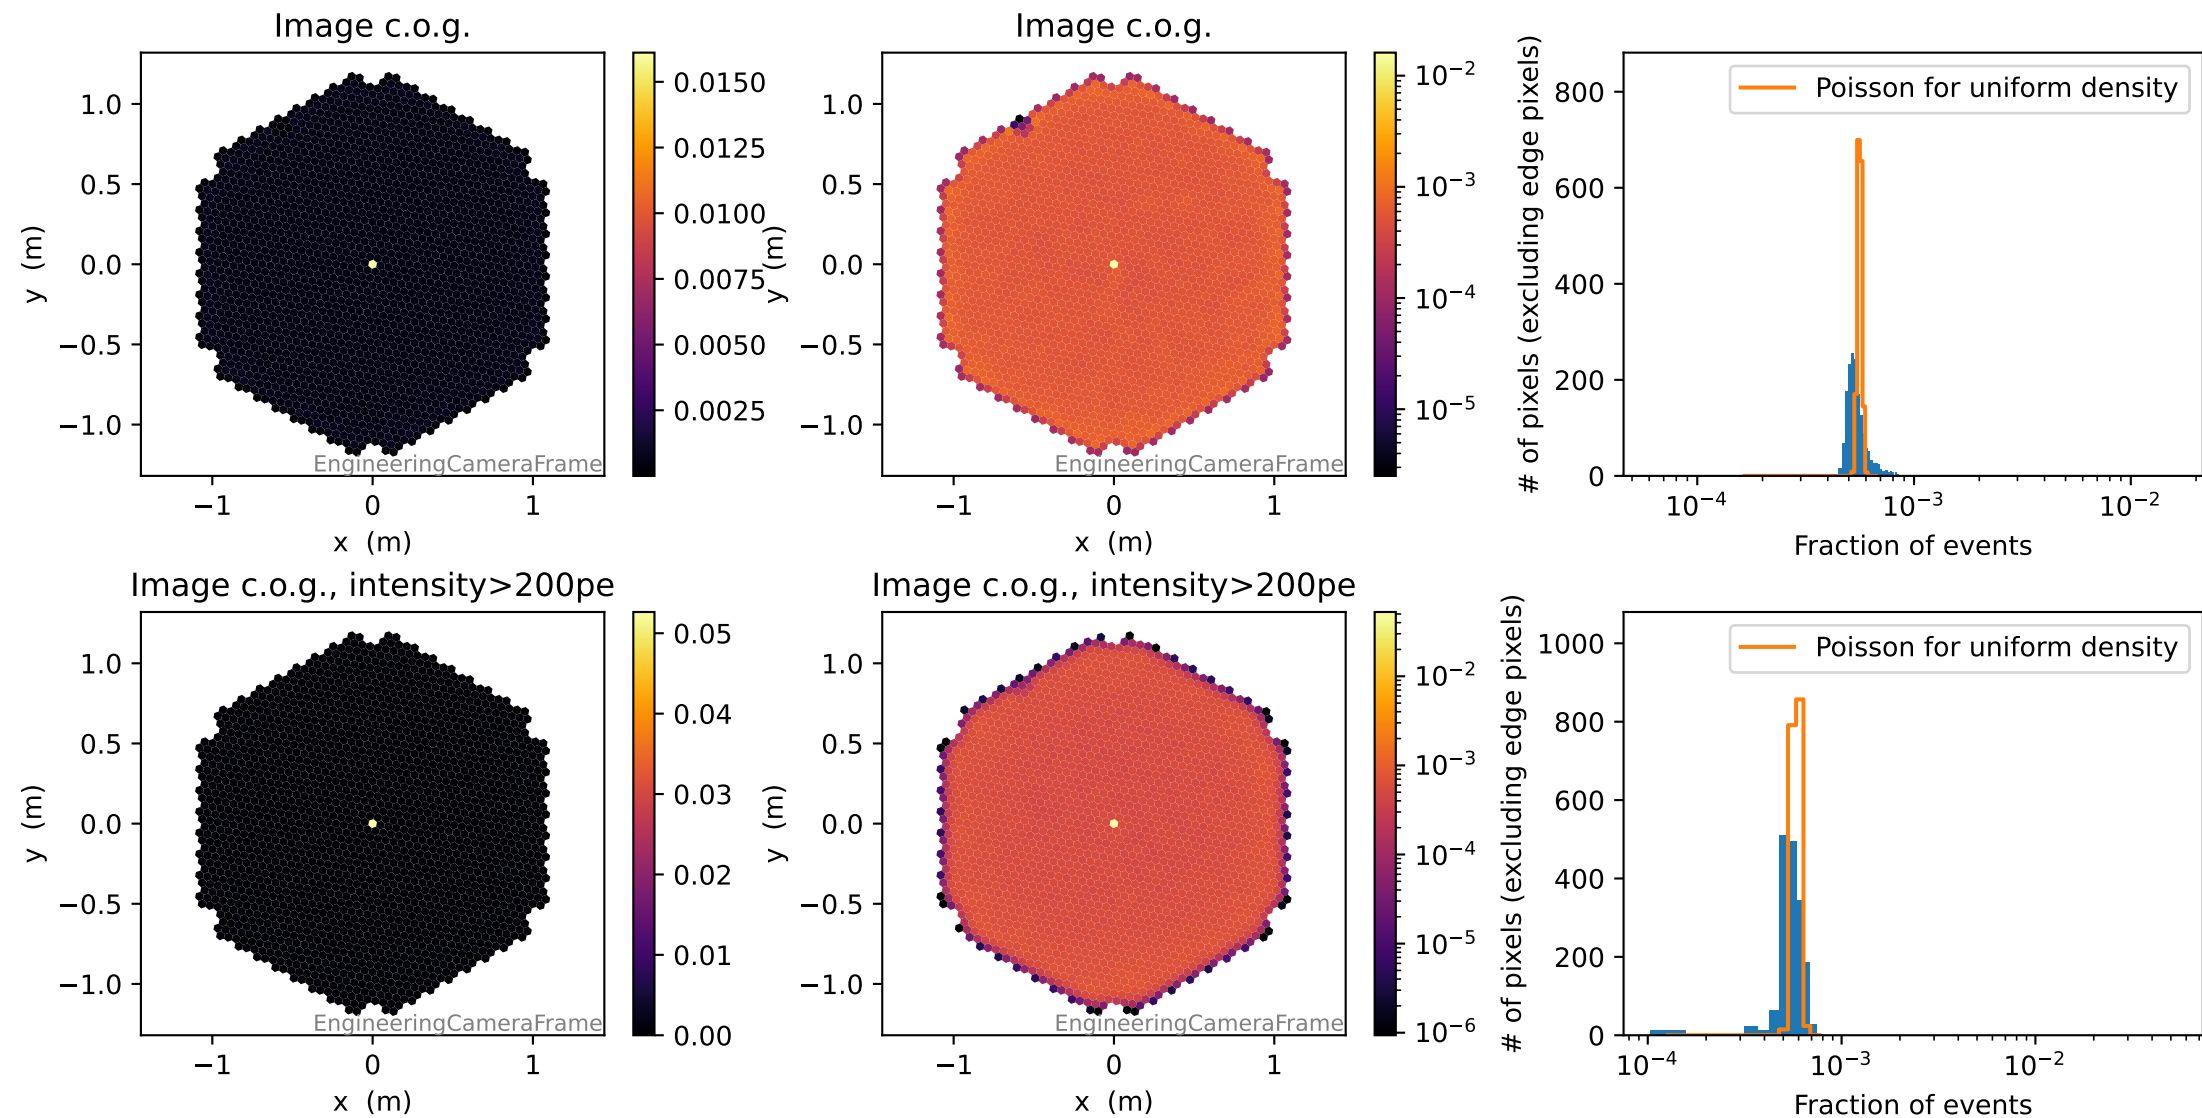 Image c.o.g.
1.0
0.5
0.0
−0.5
−1.0
y (m)
−1 0 1
x (m)
EngineeringCameraFrame
0.0150
0.0125
0.0100
0.0075
0.0050
0.0025
Image c.o.g.
1.0
0.5
0.0
−0.5
−1.0
y (m)
−1 0 1
x (m)
EngineeringCameraFrame
10⁻²
10⁻³
10⁻⁴
10⁻⁵
Poisson for uniform density
# of pixels (excluding edge pixels)
800
600
400
200
0
10⁻⁴ 10⁻³ 10⁻²
Fraction of events
Image c.o.g., intensity>200pe
1.0
0.5
0.0
−0.5
−1.0
y (m)
−1 0 1
x (m)
EngineeringCameraFrame
0.05
0.04
0.03
0.02
0.01
0.00
Image c.o.g., intensity>200pe
1.0
0.5
0.0
−0.5
−1.0
y (m)
−1 0 1
x (m)
EngineeringCameraFrame
10⁻²
10⁻³
10⁻⁴
10⁻⁵
10⁻⁶
Poisson for uniform density
# of pixels (excluding edge pixels)
1000
800
600
400
200
0
10⁻⁴ 10⁻³ 10⁻²
Fraction of events